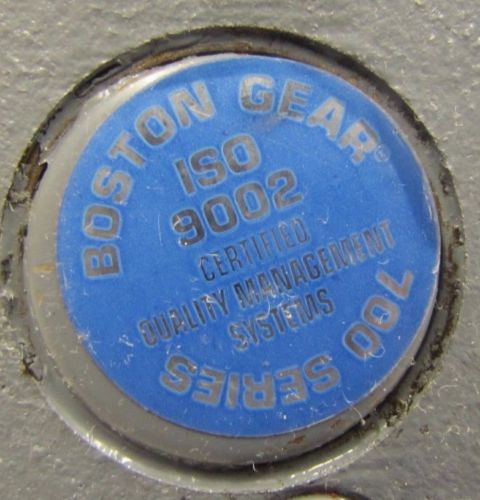 BOSTON GEAR®
ISO
9002
CERTIFIED
QUALITY MANAGEMENT
SYSTEMS
700 SERIES